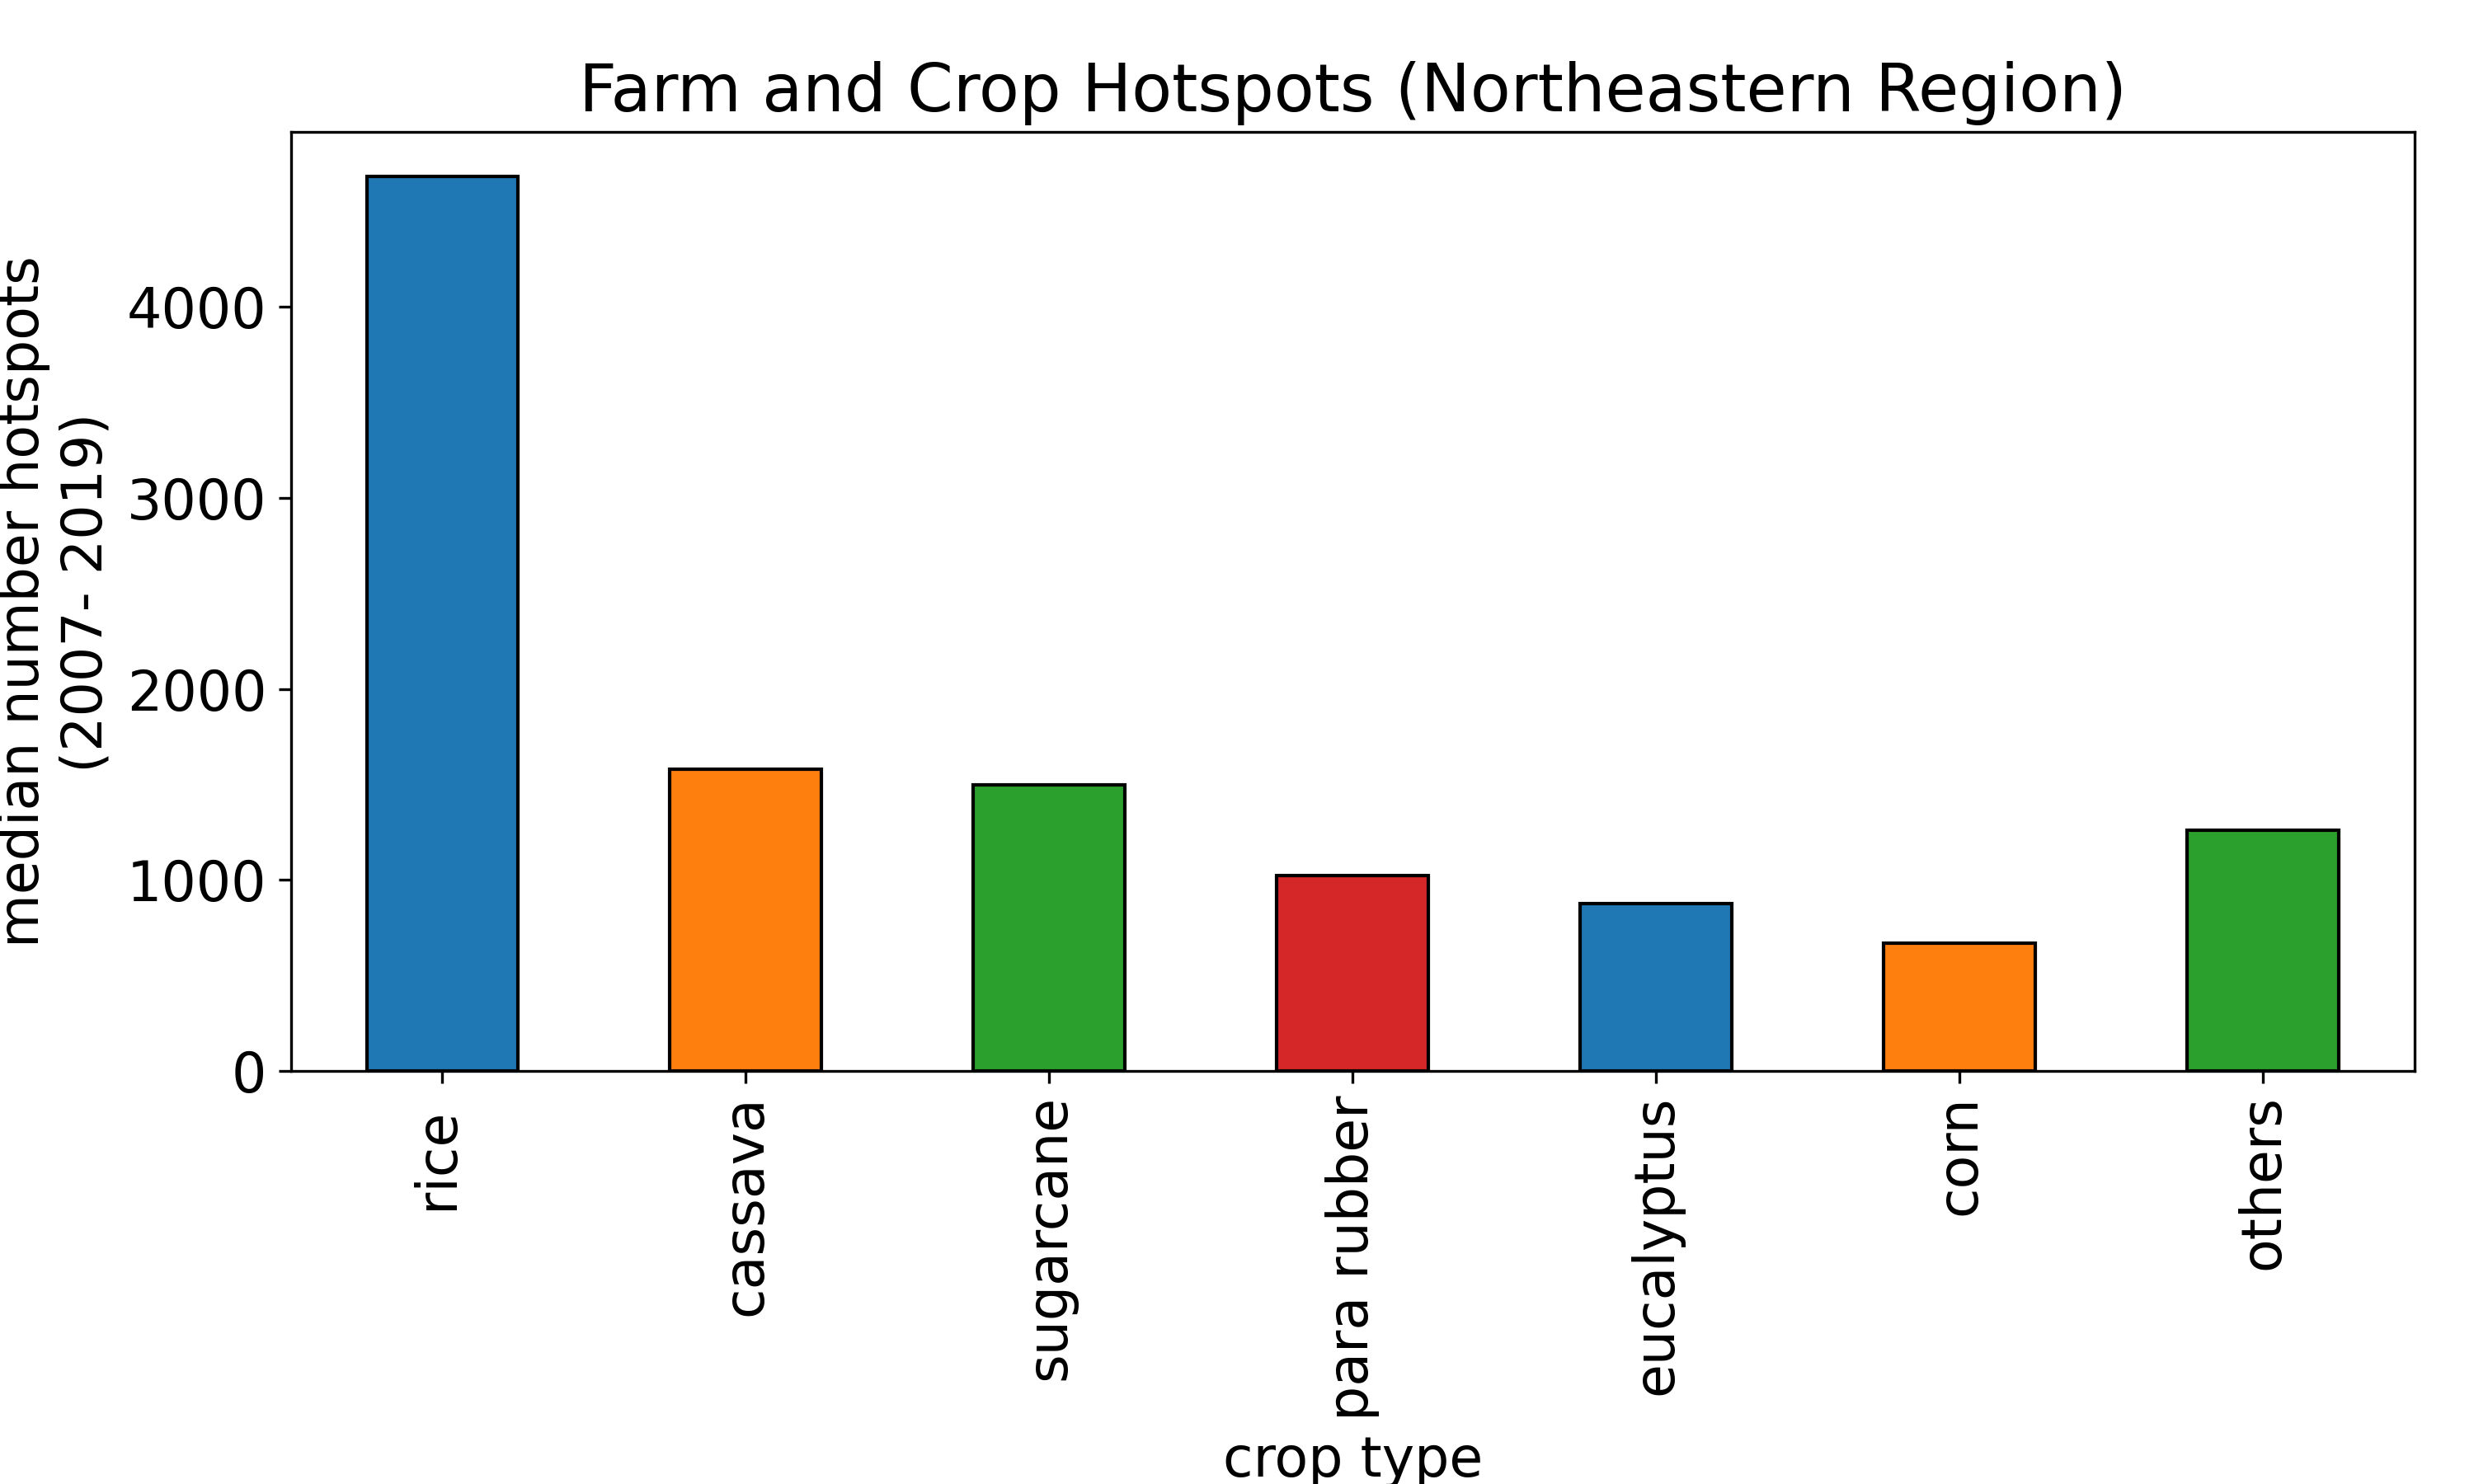 Farm and Crop Hotspots (Northeastern Region)
median number hotspots
(2007- 2019)
4000
3000
2000
1000
0
rice
cassava
sugarcane
para rubber
eucalyptus
corn
others
crop type